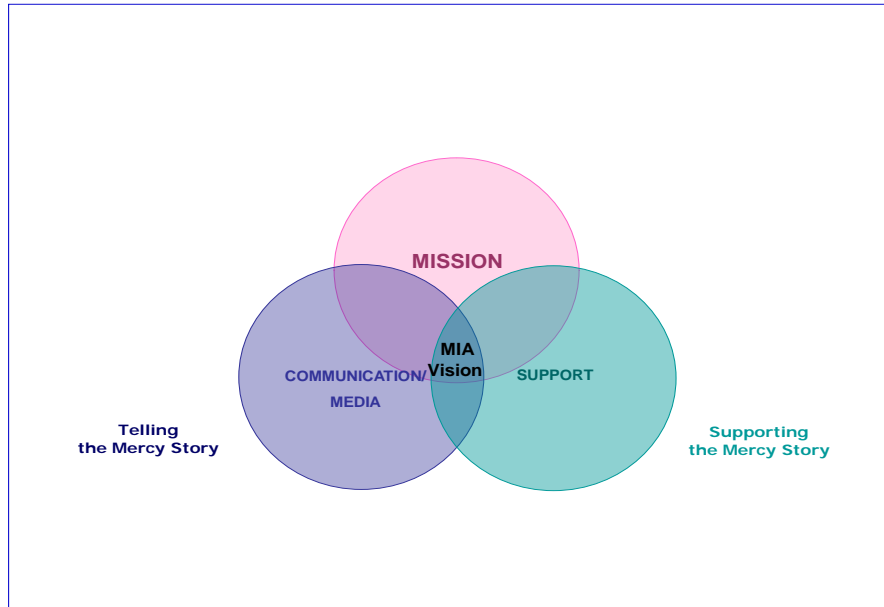 MISSION
MIA
Vision
COMMUNICATION/
MEDIA
SUPPORT
Telling
the Mercy Story
Supporting
the Mercy Story